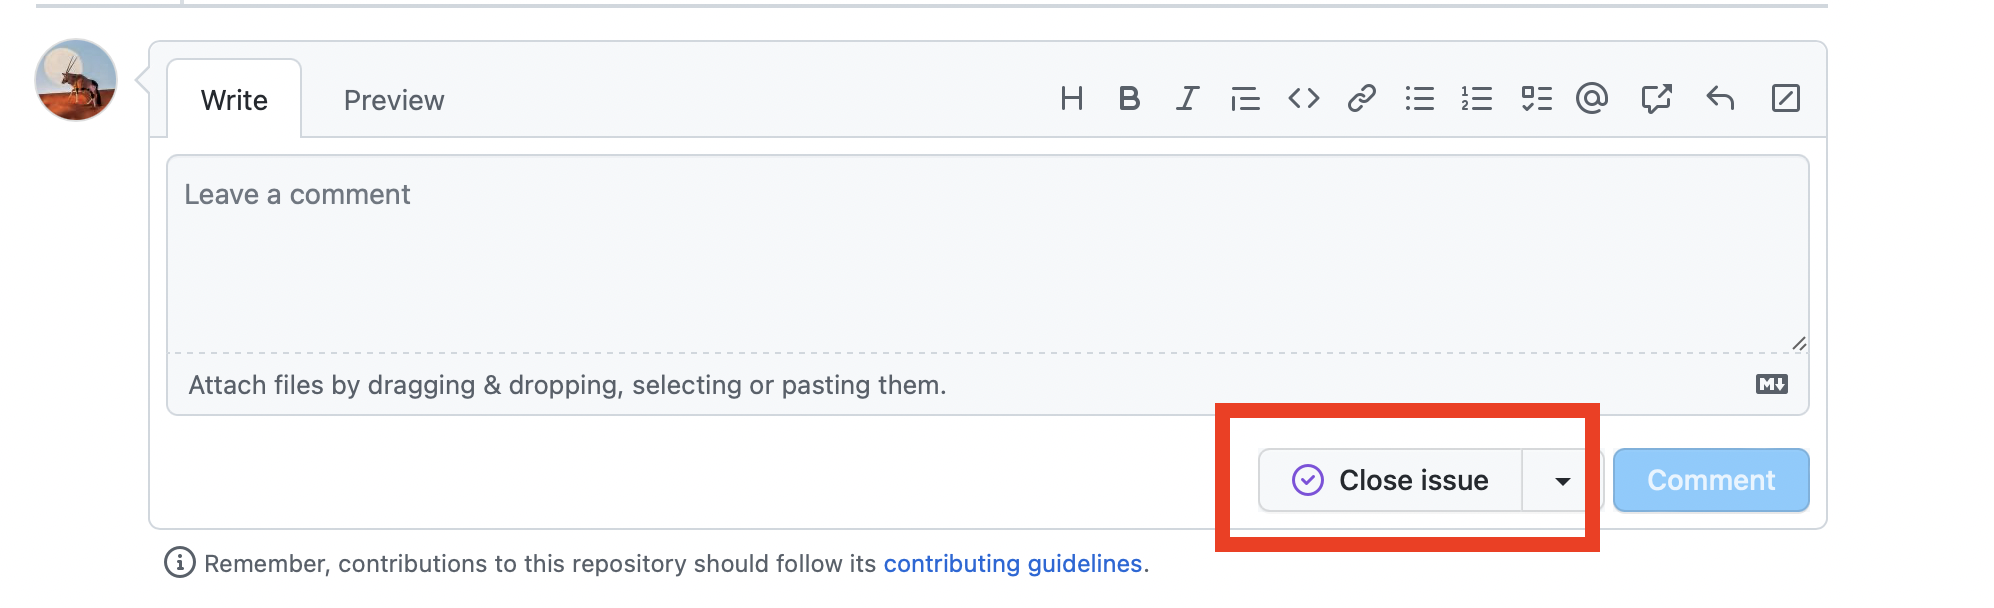 Write
Preview
Leave a comment
Attach files by dragging & dropping, selecting or pasting them.
Close issue
Comment
Remember, contributions to this repository should follow its contributing guidelines.